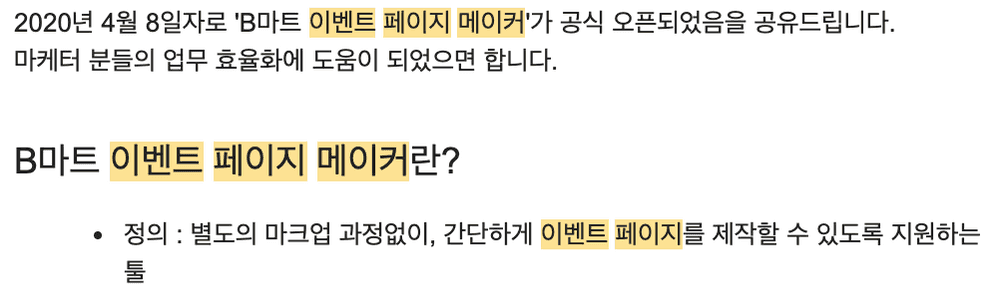 2020년 4월 8일자로 'B마트 이벤트 페이지 메이커'가 공식 오픈되었음을 공유드립니다.
마케터 분들의 업무 효율화에 도움이 되었으면 합니다.
B마트 이벤트 페이지 메이커란?
• 정의 : 별도의 마크업 과정없이, 간단하게 이벤트 페이지를 제작할 수 있도록 지원하는
툴